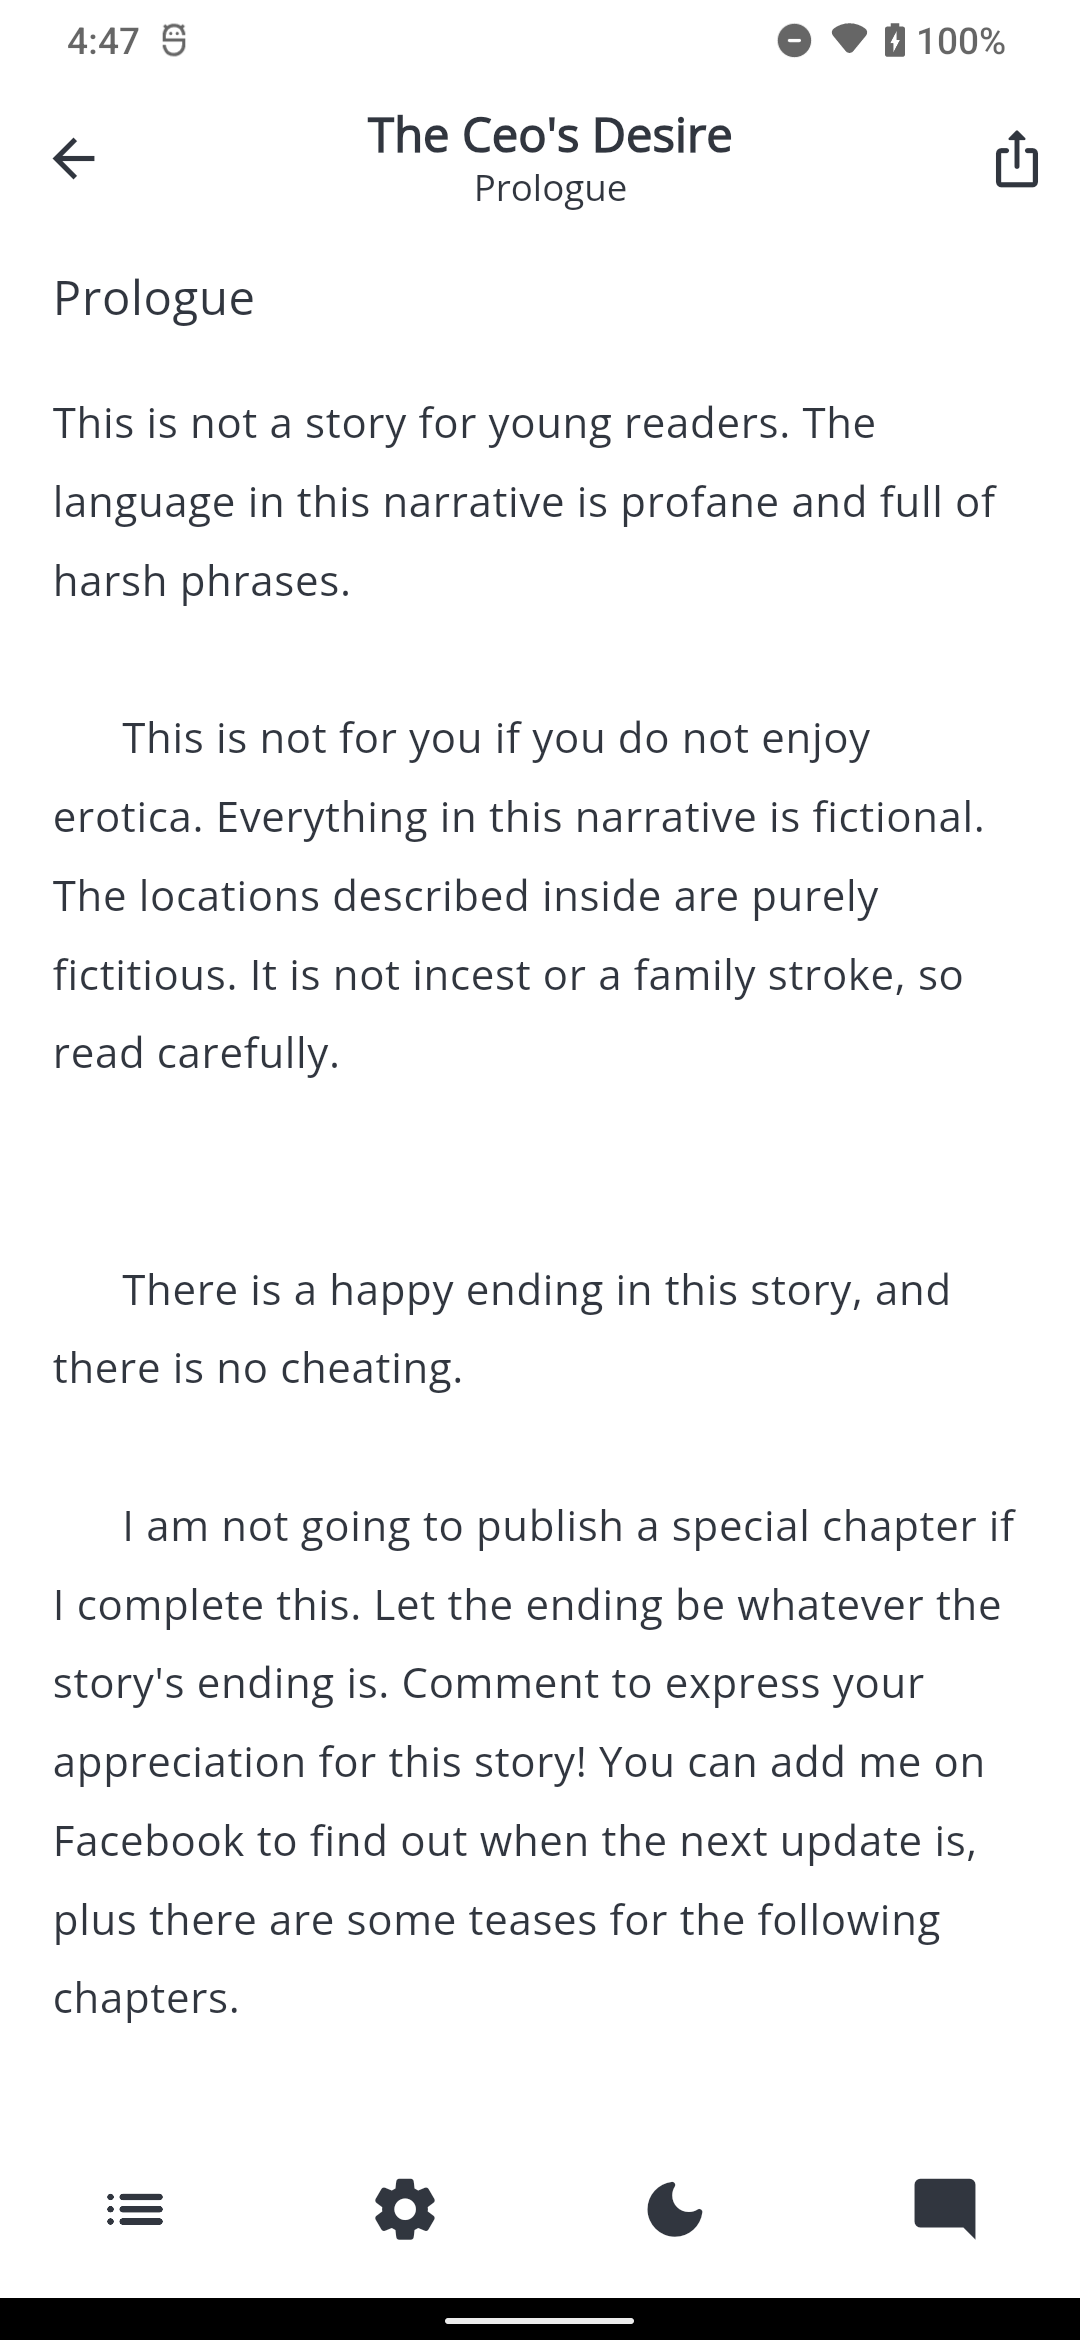 4:47
100%
The Ceo's Desire
Prologue
Prologue
This is not a story for young readers. The
language in this narrative is profane and full of
harsh phrases.
This is not for you if you do not enjoy
erotica. Everything in this narrative is fictional.
The locations described inside are purely
fictitious. It is not incest or a family stroke, so
read carefully.
There is a happy ending in this story, and
there is no cheating.
I am not going to publish a special chapter if
I complete this. Let the ending be whatever the
story's ending is. Comment to express your
appreciation for this story! You can add me on
Facebook to find out when the next update is,
plus there are some teases for the following
chapters.